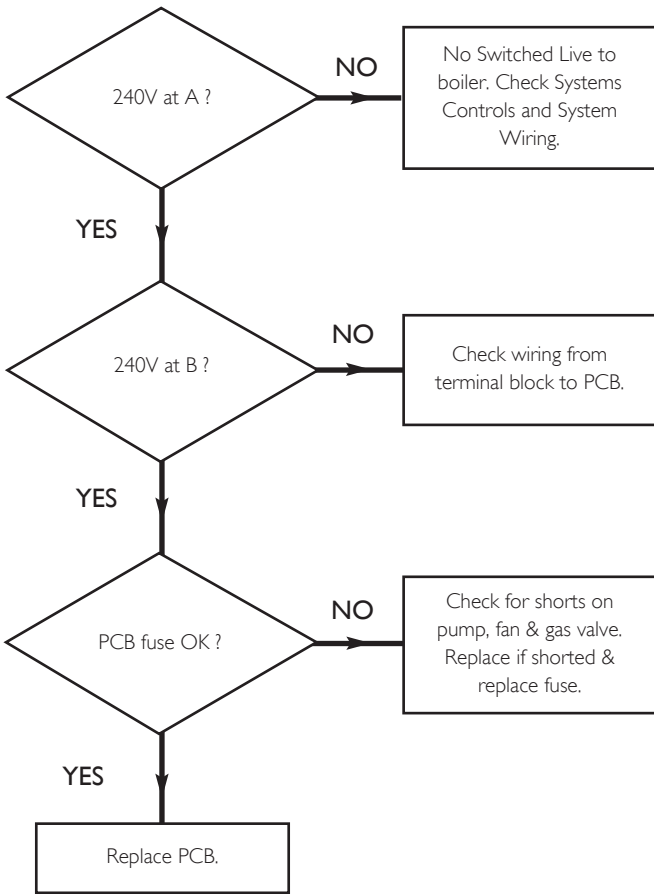 240V at A ?
NO
No Switched Live to
boiler. Check Systems
Controls and System
Wiring.
YES
240V at B ?
NO
Check wiring from
terminal block to PCB.
YES
PCB fuse OK ?
NO
Check for shorts on
pump, fan & gas valve.
Replace if shorted &
replace fuse.
YES
Replace PCB.